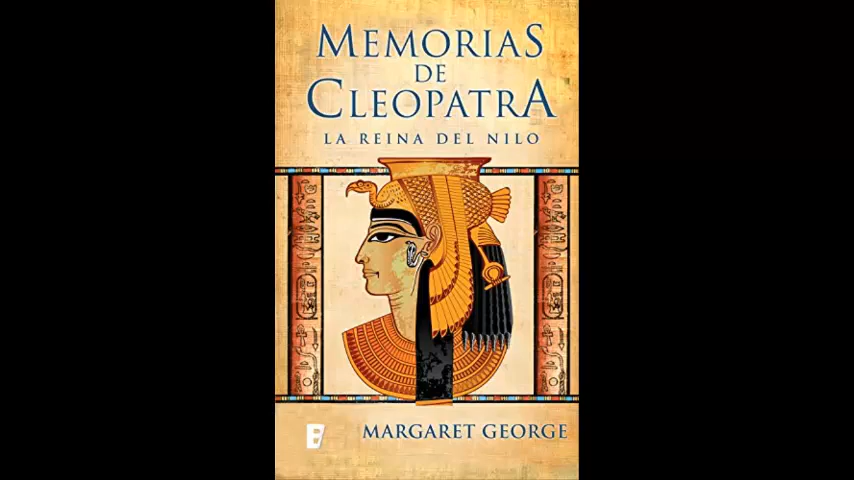 MEMORIAS
DE
CLEOPATRA
LA REINA DEL NILO
B
MARGARET GEORGE